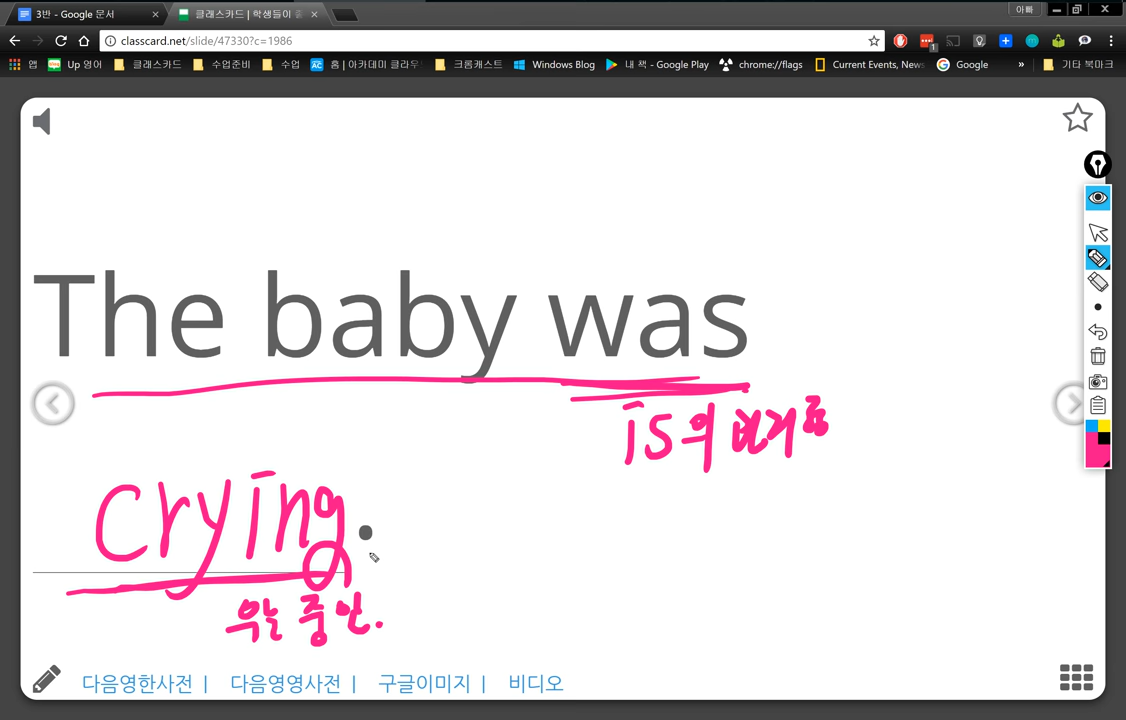 3반 - Google 문서
클래스카드 | 학생들이 좋
아빠
classcard.net/slide/47330?c=1986
1
앱 Up 영어 클래스카드 수업준비 수업 홈 | 아카데미 클라우 크롬캐스트 Windows Blog 내 책 - Google Play chrome://flags Current Events, News Google » 기타 북마크
The baby was
is의 과거형
crying.
우는 중인.
다음영한사전 | 다음영영사전 | 구글이미지 | 비디오